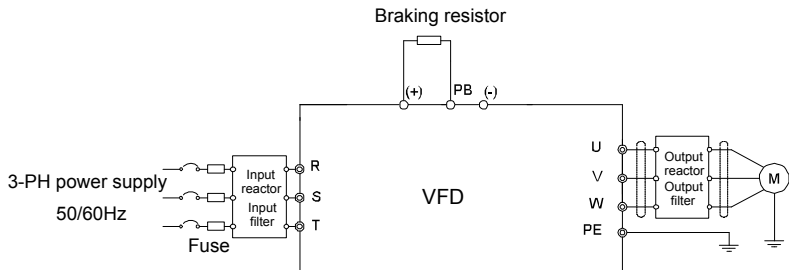 Braking resistor
(+)
PB
(-)
3-PH power supply
50/60Hz
Fuse
Input
reactor
Input
filter
R
S
T
VFD
U
V
W
PE
Output
reactor
Output
filter
M